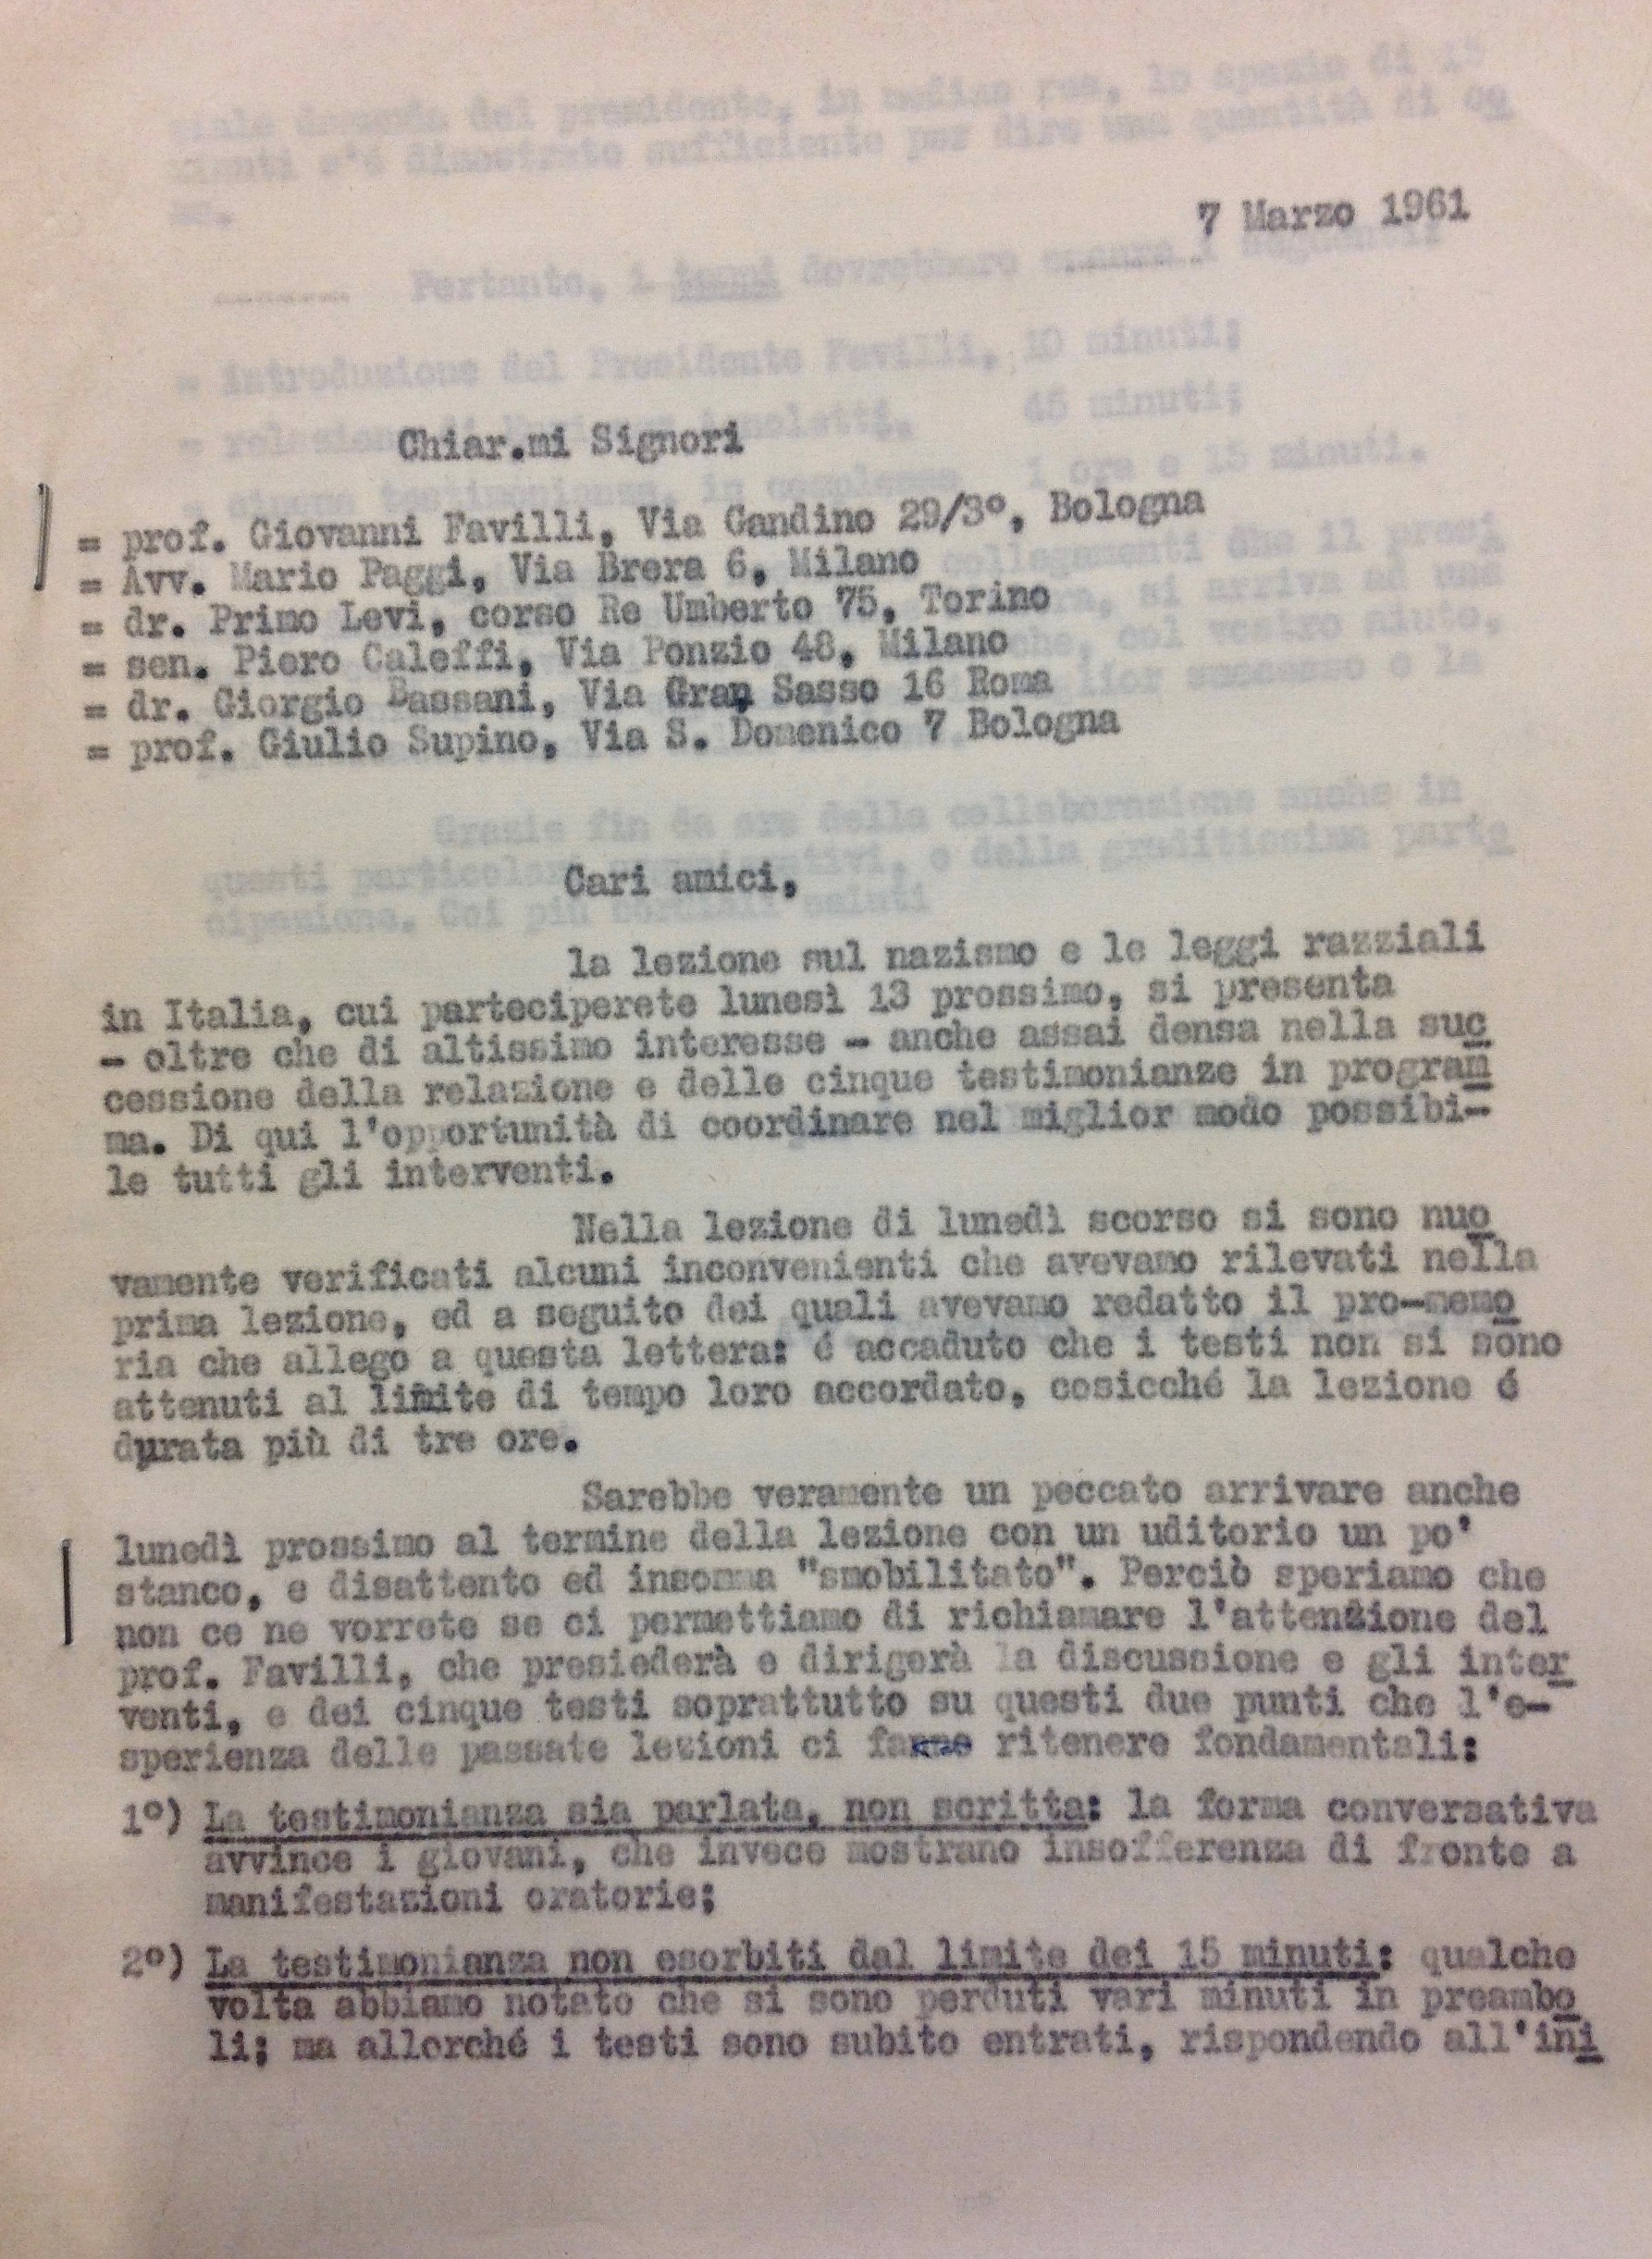 7 Marzo 1961
Chiar.mi Signori
= prof. Giovanni Favilli, Via Gandino 29/3°, Bologna
= Avv. Mario Paggi, Via Brera 6, Milano
= dr. Primo Levi, corso Re Umberto 75, Torino
= sen. Piero Caleffi, Via Ponzio 48, Milano
= dr. Giorgio Bassani, Via Gran Sasso 16 Roma
= prof. Giulio Supino, Via S. Domenico 7 Bologna
Cari amici,
la lezione sul nazismo e le leggi razziali
in Italia, cui parteciperete lunesì 13 prossimo, si presenta
- oltre che di altissimo interesse - anche assai densa nella suc
cessione della relazione e delle cinque testimonianze in program
ma. Di qui l'opportunità di coordinare nel miglior modo possibi-
le tutti gli interventi.
Nella lezione di lunedì scorso si sono nuo
vamente verificati alcuni inconvenienti che avevamo rilevati nella
prima lezione, ed a seguito dei quali avevamo redatto il pro-memo
ria che allego a questa lettera: é accaduto che i testi non si sono
attenuti al limite di tempo loro accordato, cosicché la lezione é
durata più di tre ore.
Sarebbe veramente un peccato arrivare anche
lunedì prossimo al termine della lezione con un uditorio un po'
stanco, e disattento ed insomma "smobilitato". Perciò speriamo che
non ce ne vorrete se ci permettiamo di richiamare l'attenzione del
prof. Favilli, che presiederà e dirigerà la discussione e gli inter
venti, e dei cinque testi soprattutto su questi due punti che l'e-
sperienza delle passate lezioni ci fanno ritenere fondamentali:
1°) La testimonianza sia parlata, non scritta: la forma conversativa
avvince i giovani, che invece mostrano insofferenza di fronte a
manifestazioni oratorie;
2°) La testimonianza non esorbiti dal limite dei 15 minuti: qualche
volta abbiamo notato che si sono perduti vari minuti in preambo
li; ma allorché i testi sono subito entrati, rispondendo all'ini